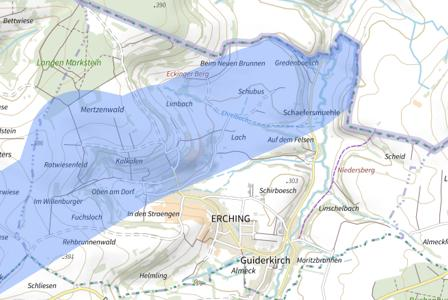 .390
Bettwiese
Langen Markstein
Beim Neuen Brunnen
Gredenboesch
Eckinger Berg
Limbach
Schubus
Mertzenwald
Schaefersmuehle
Lach
Auf dem Felsen
Ratwiesenfeld
Kalkofen
Scheid
Niedersberg
.303
Oben am Dorf
Schirboesch
Im Willenburger
Fuchsloch
In den Straengen
ERCHING
Linschelbach
Rehbrunnenwald
Guiderkirch
Moritzbrunnen
Schliesen
Helmling
Almeck